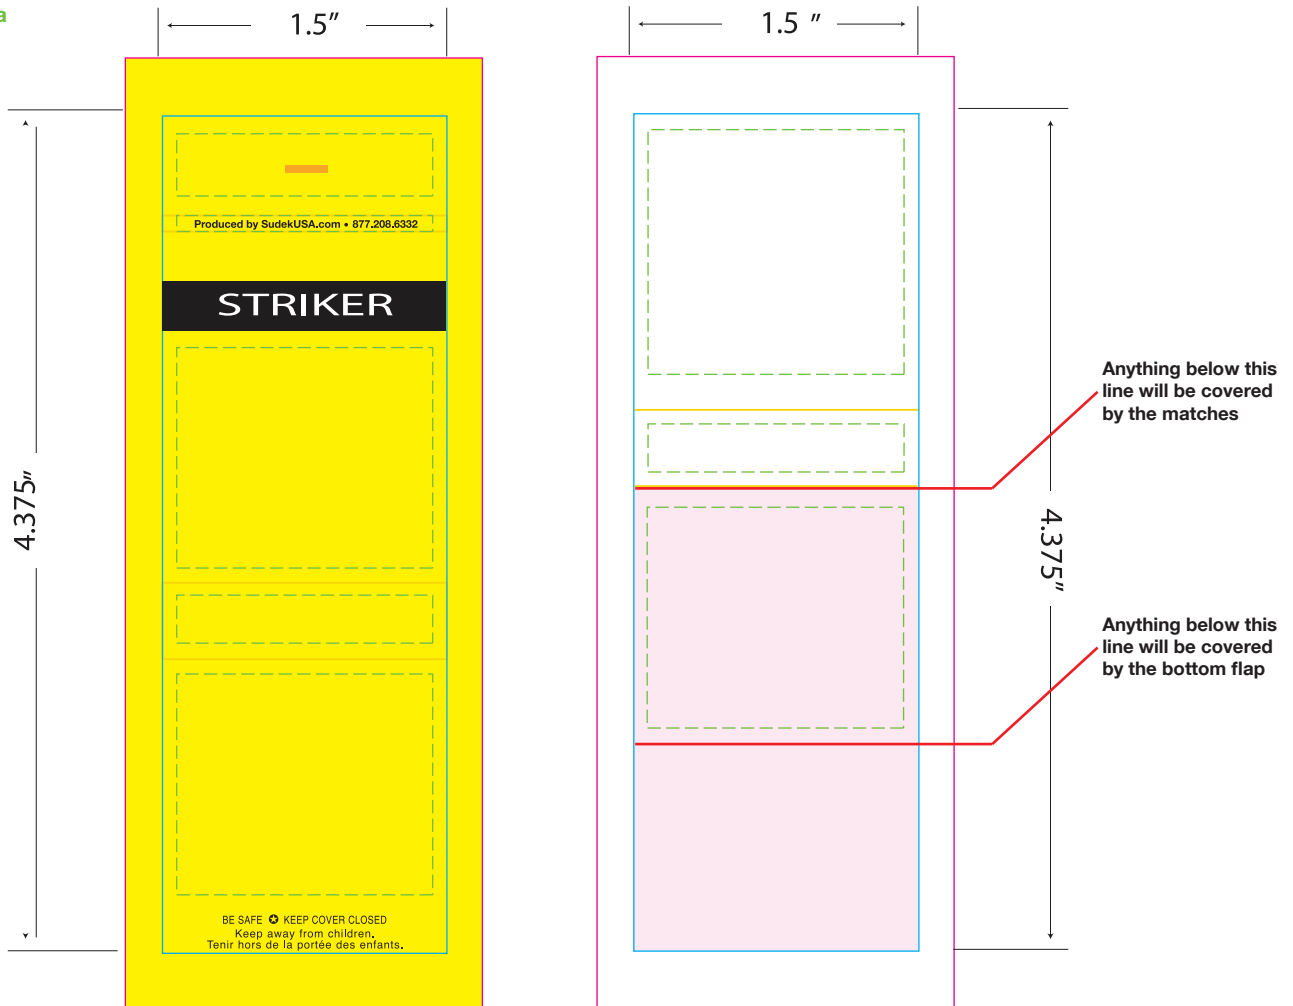 a
1.5"
1.5 "
Produced by SudekUSA.com • 877.208.6332
STRIKER
4.375"
BE SAFE ✪ KEEP COVER CLOSED
Keep away from children.
Tenir hors de la portée des enfants.
Anything below this
line will be covered
by the matches
4.375"
Anything below this
line will be covered
by the bottom flap